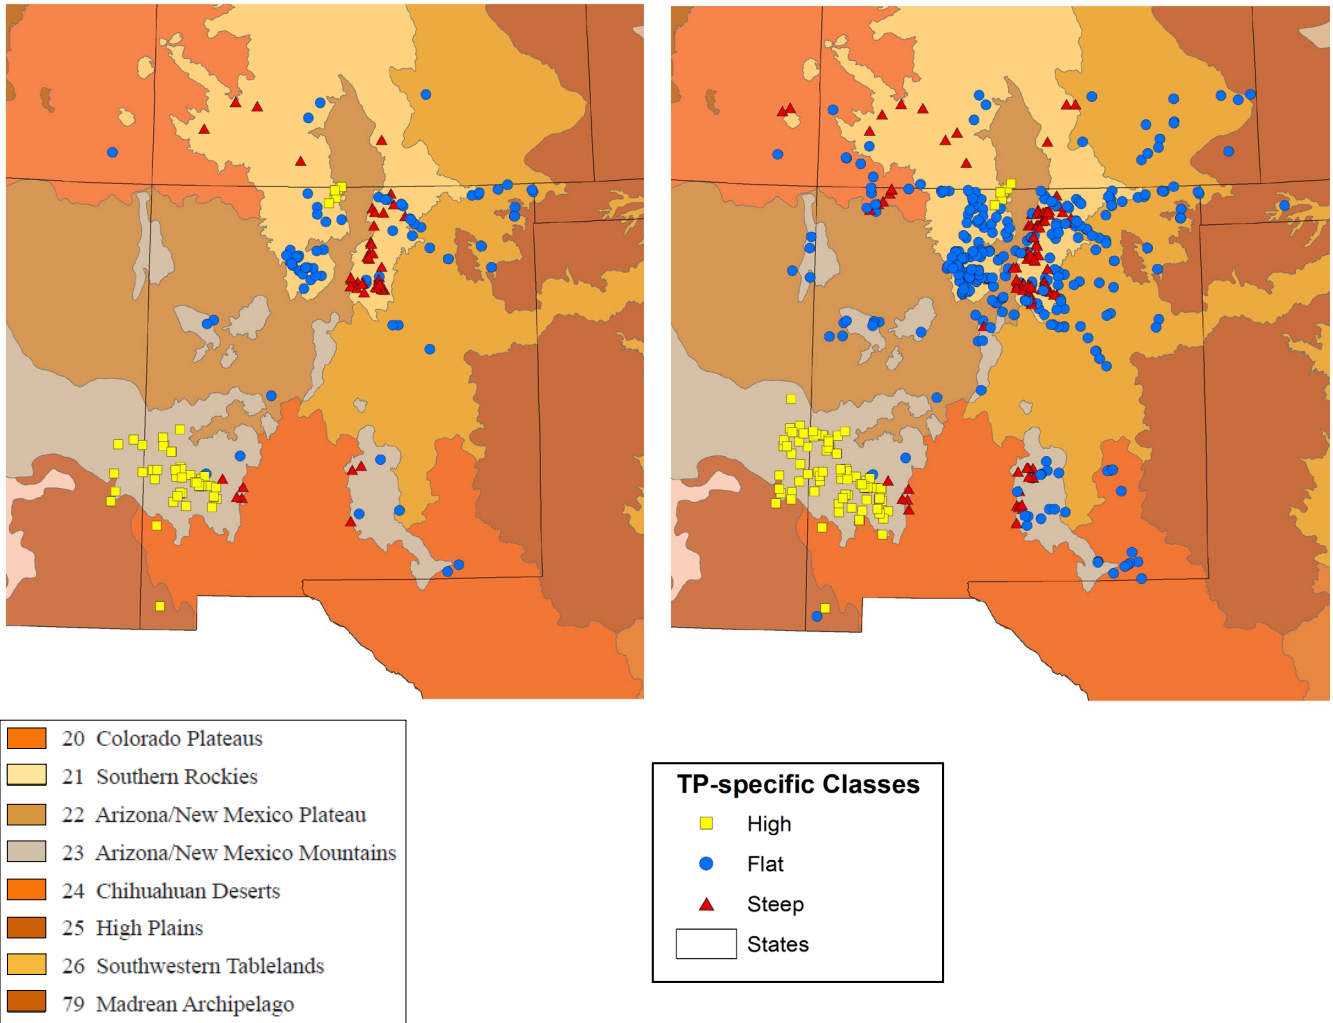 20 Colorado Plateaus
21 Southern Rockies
22 Arizona/New Mexico Plateau
23 Arizona/New Mexico Mountains
24 Chihuahuan Deserts
25 High Plains
26 Southwestern Tablelands
79 Madrean Archipelago
TP-specific Classes
High
Flat
Steep
States